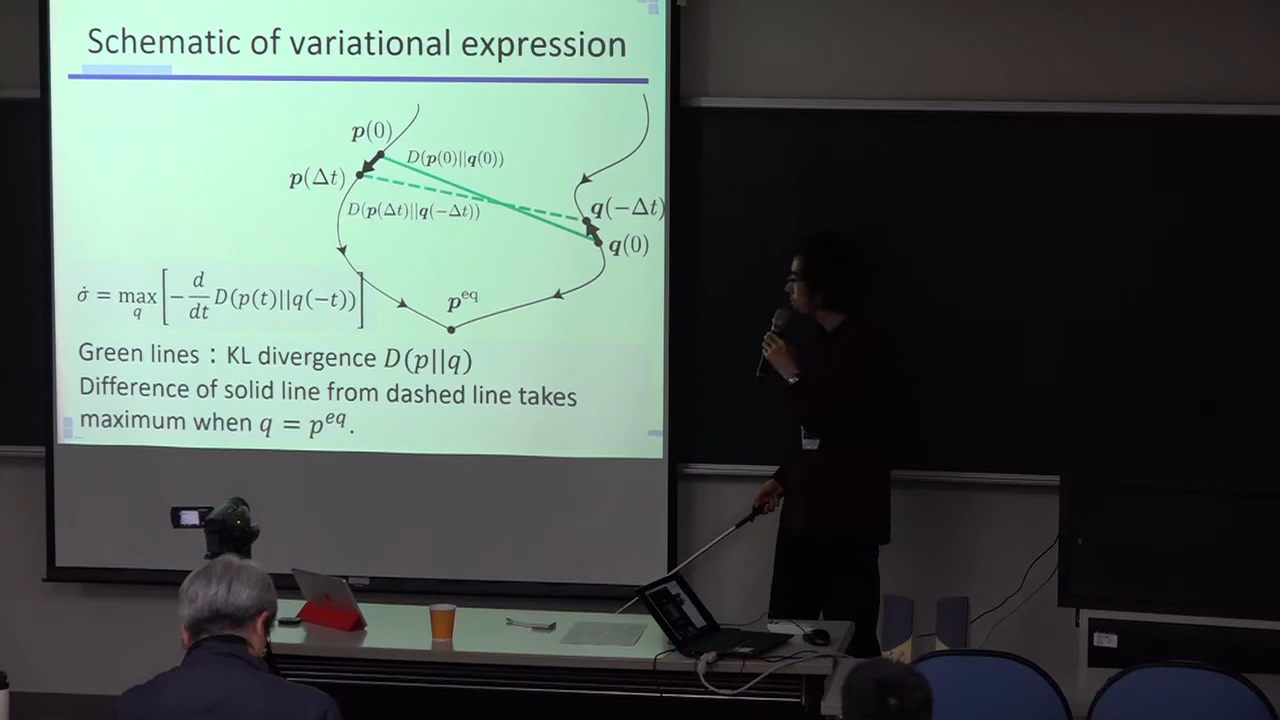 Schematic of variational expression
p(0)
D(p(0)||q(0))
p(Δt)
q(−Δt)
D(p(Δt)||q(−Δt))
q(0)
σ̇ = max_q [−d/dt D(p(t)||q(−t))]
p^eq
Green lines：KL divergence D(p||q)
Difference of solid line from dashed line takes
maximum when q = p^eq.